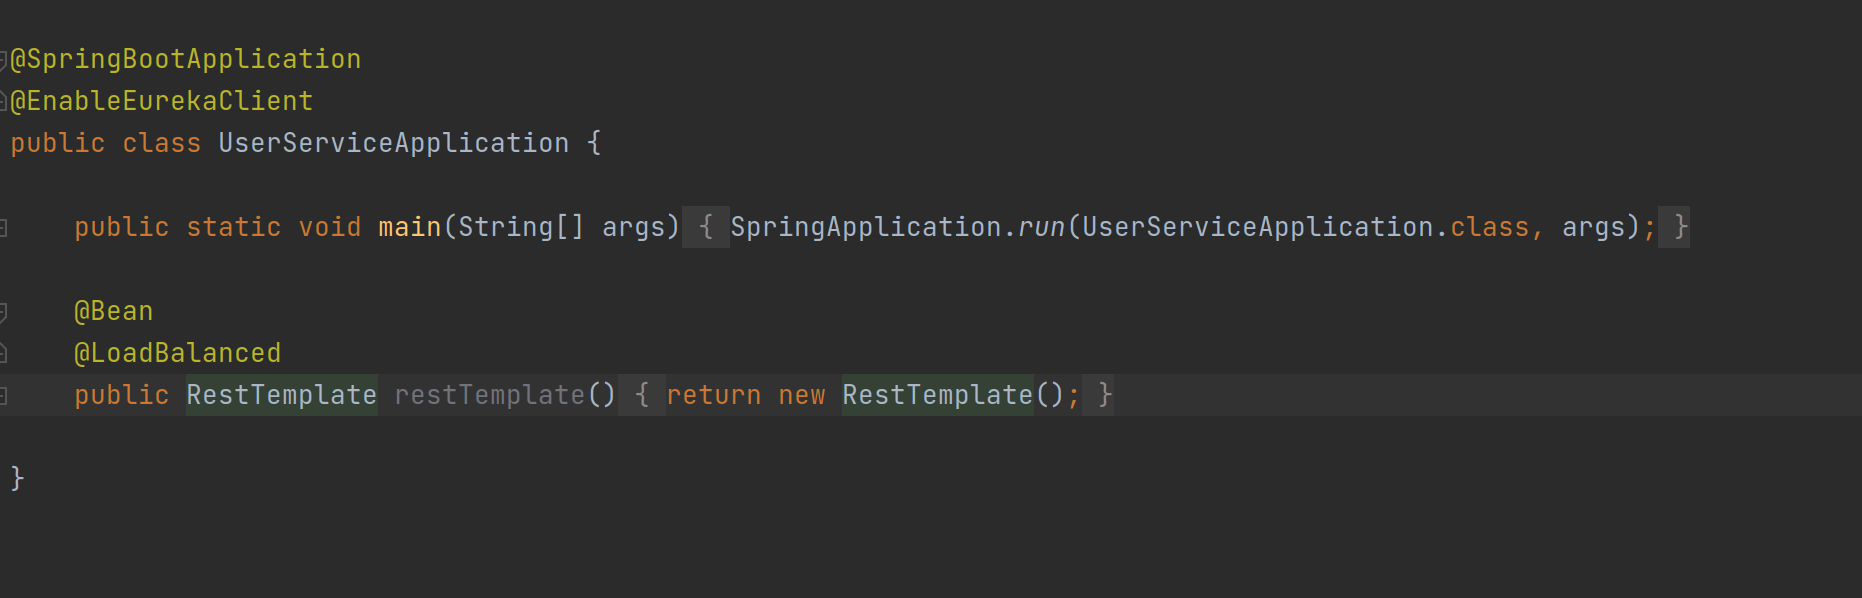 @SpringBootApplication
@EnableEurekaClient
public class UserServiceApplication {
public static void main(String[] args) { SpringApplication.run(UserServiceApplication.class, args); }
@Bean
@LoadBalanced
public RestTemplate restTemplate() { return new RestTemplate(); }
}